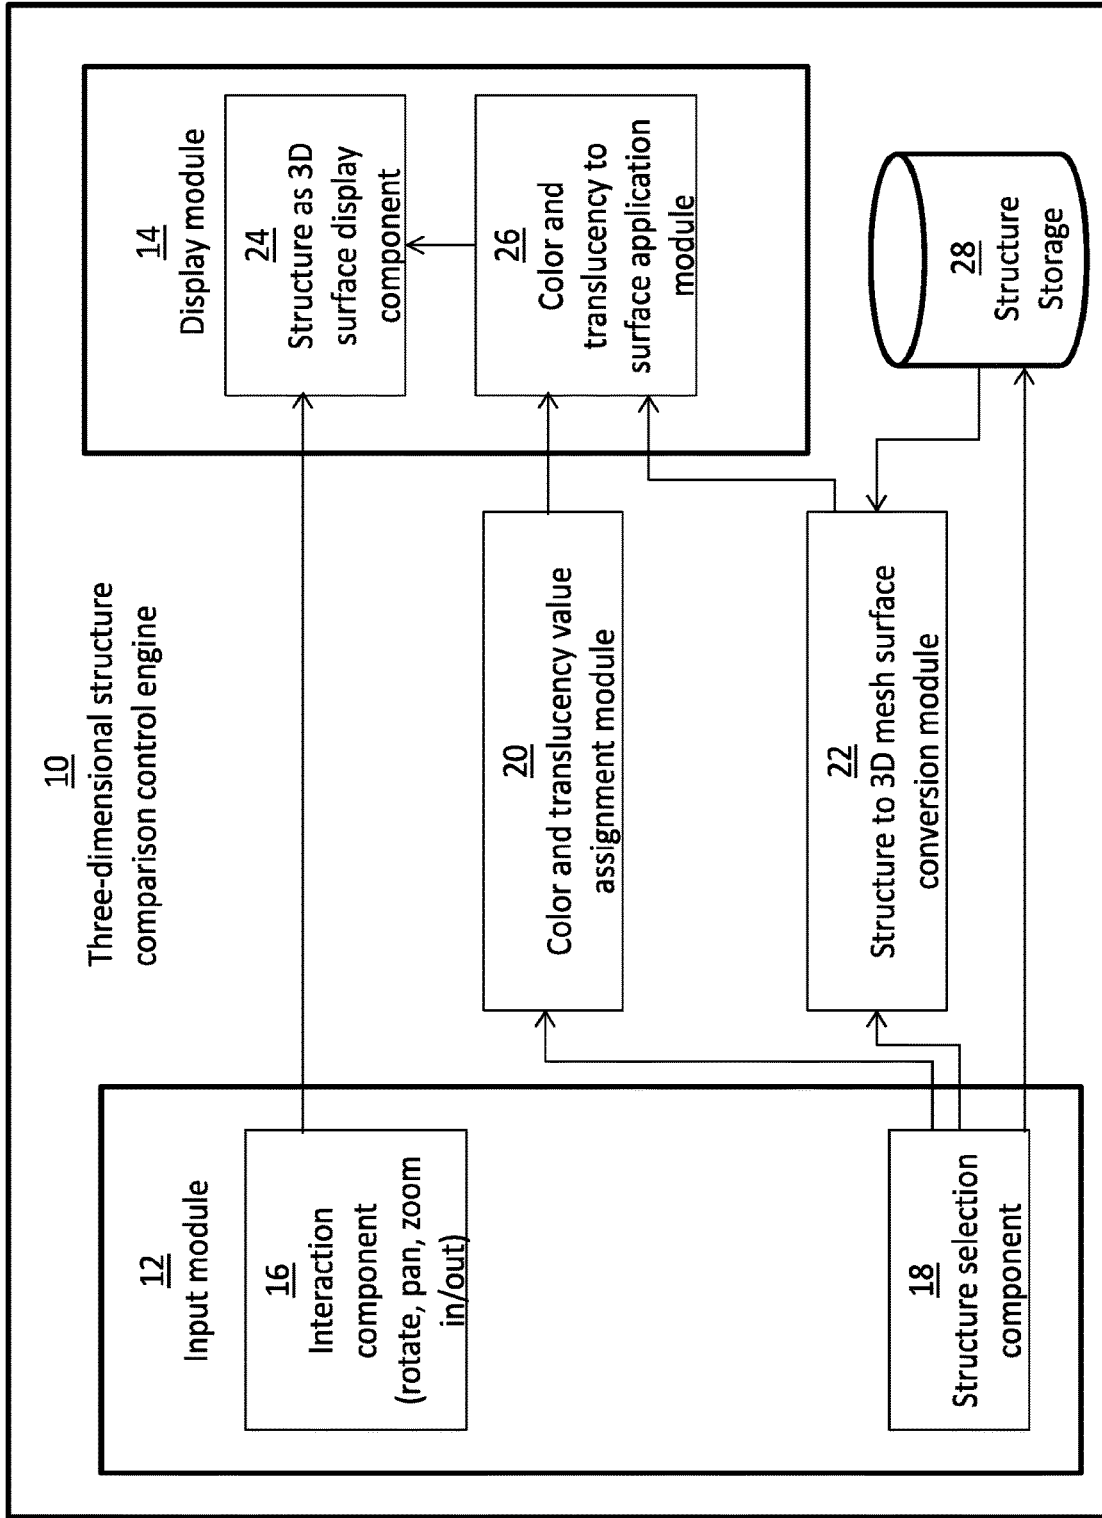 10
Three-dimensional structure
comparison control engine
12
Input module
16
Interaction
component
(rotate, pan, zoom
in/out)
18
Structure selection
component
20
Color and translucency value
assignment module
22
Structure to 3D mesh surface
conversion module
14
Display module
24
Structure as 3D
surface display
component
26
Color and
translucency to
surface application
module
28
Structure
Storage